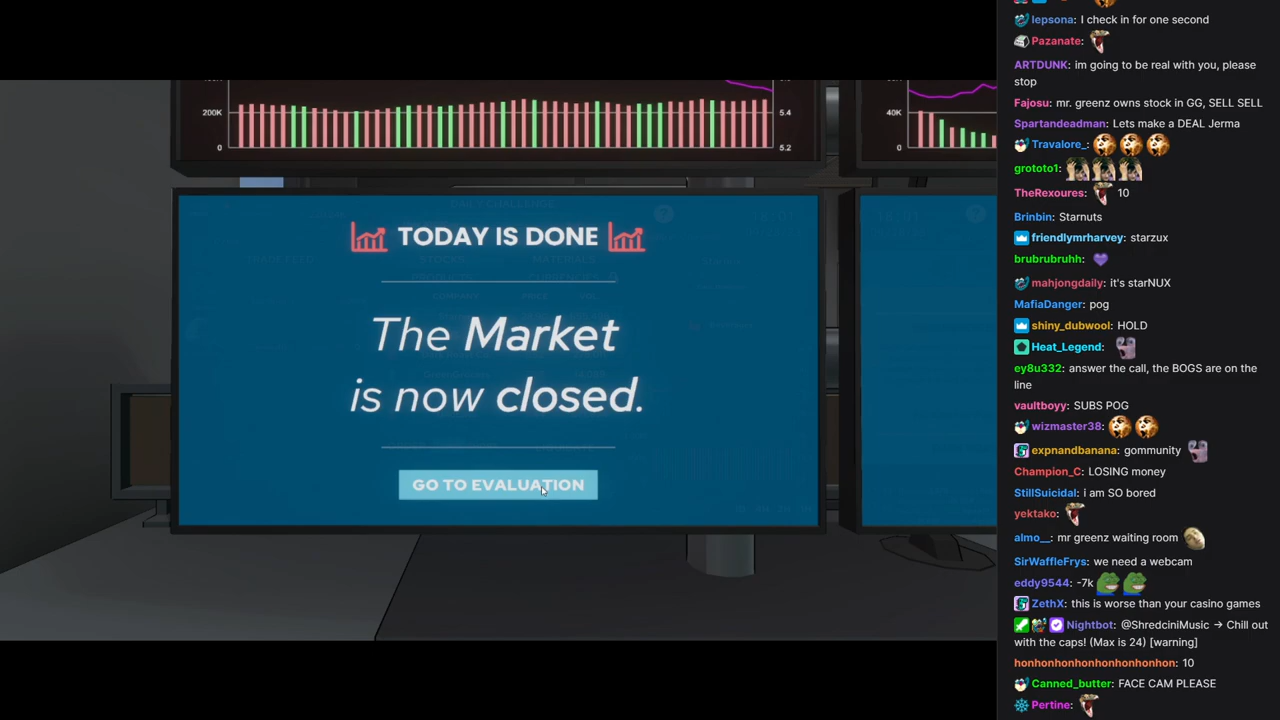 200K
0
5.4
5.2
40K
0
TODAY IS DONE
The Market
is now closed.
GO TO EVALUATION
lepsona: I check in for one second
Pazanate:
ARTDUNK: im going to be real with you, please
stop
Fajosu: mr. greenz owns stock in GG, SELL SELL
Spartandeadman: Lets make a DEAL Jerma
Travalore_:
grototo1:
TheRexoures: 10
Brinbin: Starnuts
friendlymrharvey: starzux
brubrubruhh:
mahjongdaily: it's starNUX
MafiaDanger: pog
shiny_dubwool: HOLD
Heat_Legend:
ey8u332: answer the call, the BOGS are on the
line
vaultboyy: SUBS POG
wizmaster38:
expnandbanana: gommunity
Champion_C: LOSING money
StillSuicidal: i am SO bored
yektako:
almo__: mr greenz waiting room
SirWaffleFrys: we need a webcam
eddy9544: -7k
ZethX: this is worse than your casino games
Nightbot: @ShredciniMusic → Chill out
with the caps! (Max is 24) [warning]
honhonhonhonhonhonhonhon: 10
Canned_butter: FACE CAM PLEASE
Pertine: